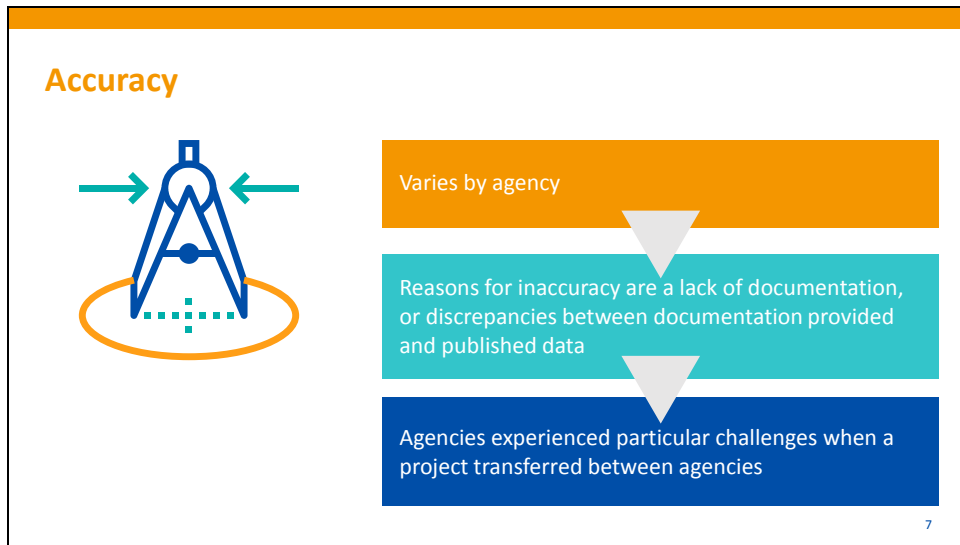 Accuracy
Varies by agency
Reasons for inaccuracy are a lack of documentation,
or discrepancies between documentation provided
and published data
Agencies experienced particular challenges when a
project transferred between agencies
7